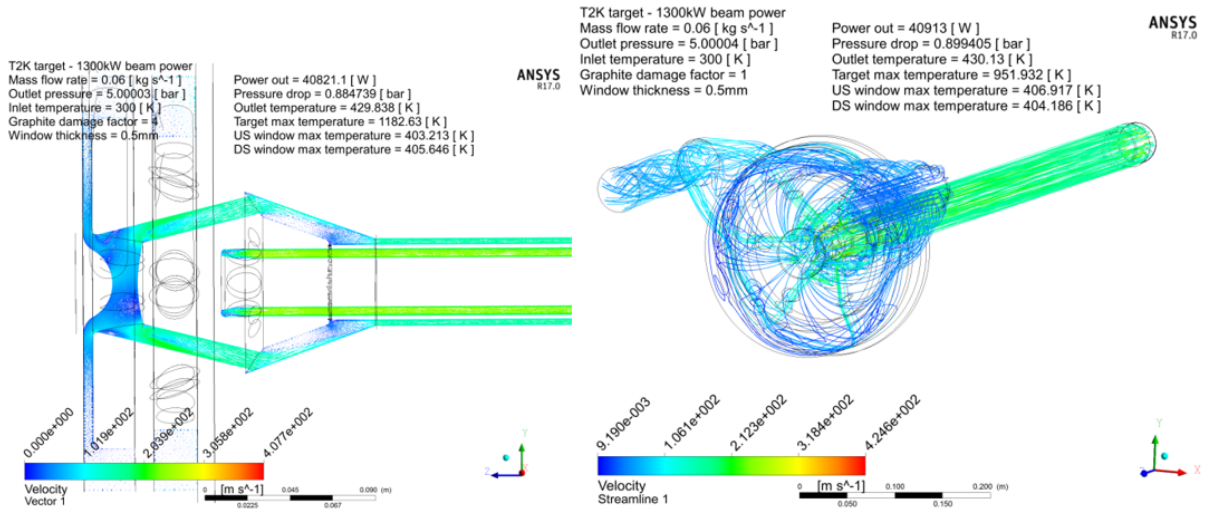 T2K target - 1300kW beam power
Mass flow rate = 0.06 [ kg s^-1 ]
Outlet pressure = 5.00003 [ bar ]
Inlet temperature = 300 [ K ]
Graphite damage factor = 4
Window thickness = 0.5mm
Power out = 40821.1 [ W ]
Pressure drop = 0.884739 [ bar ]
Outlet temperature = 429.838 [ K ]
Target max temperature = 1182.63 [ K ]
US window max temperature = 403.213 [ K ]
DS window max temperature = 405.646 [ K ]
ANSYS
R17.0
0.000e+000
1.019e+002
2.039e+002
3.058e+002
4.077e+002
Velocity
Vector 1
[m s^-1]
0 0.045 0.090 (m)
0.0225 0.067
Y
Z
T2K target - 1300kW beam power
Mass flow rate = 0.06 [ kg s^-1 ]
Outlet pressure = 5.00004 [ bar ]
Inlet temperature = 300 [ K ]
Graphite damage factor = 1
Window thickness = 0.5mm
Power out = 40913 [ W ]
Pressure drop = 0.899405 [ bar ]
Outlet temperature = 430.13 [ K ]
Target max temperature = 951.932 [ K ]
US window max temperature = 406.917 [ K ]
DS window max temperature = 404.186 [ K ]
ANSYS
R17.0
9.190e-003
1.061e+002
2.123e+002
3.184e+002
4.246e+002
Velocity
Streamline 1
[m s^-1]
0 0.100 0.200 (m)
0.050 0.150
Y
Z X